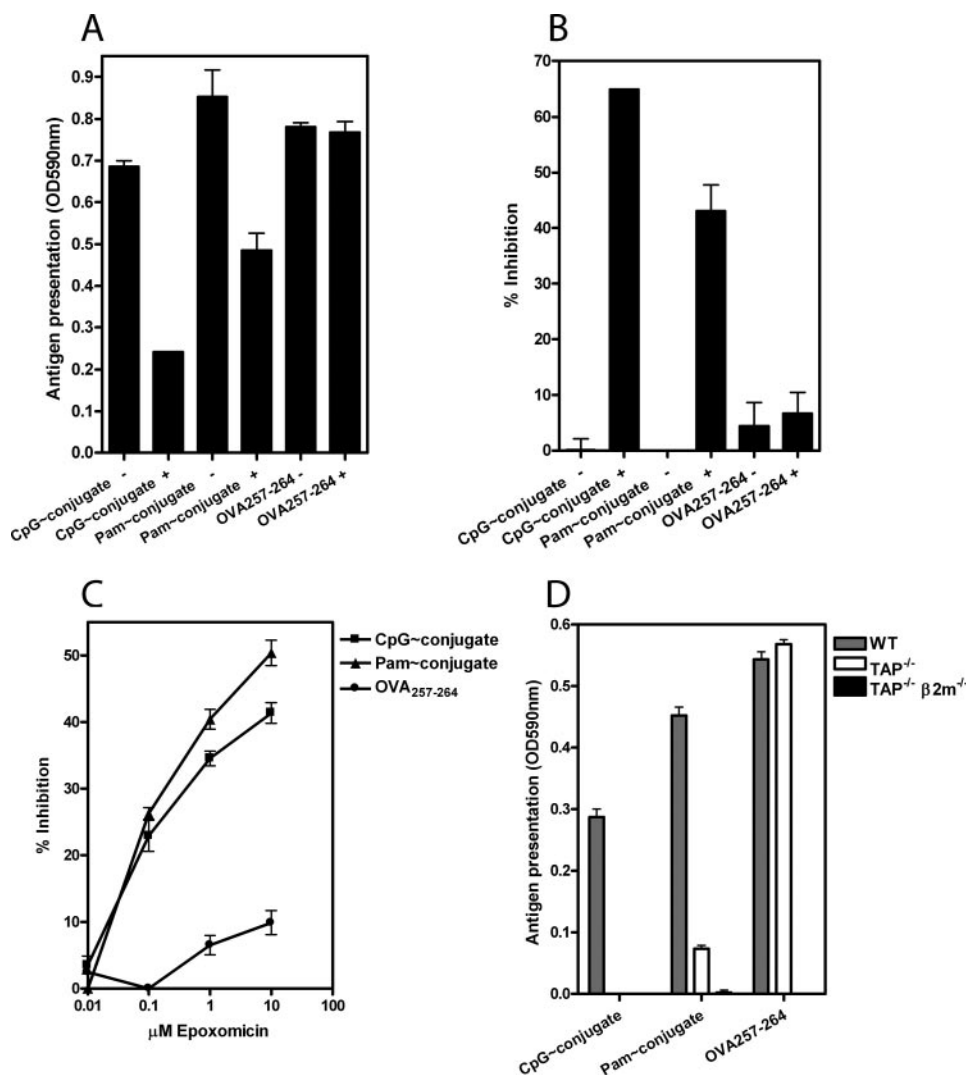 A
Antigen presentation (OD590nm)
0.9
0.8
0.7
0.6
0.5
0.4
0.3
0.2
0.1
0.0
CpG~conjugate -
CpG~conjugate +
Pam~conjugate -
Pam~conjugate +
OVA257-264 -
OVA257-264 +
B
% Inhibition
70
60
50
40
30
20
10
0
CpG~conjugate -
CpG~conjugate +
Pam~conjugate -
Pam~conjugate +
OVA257-264 -
OVA257-264 +
C
% Inhibition
50
40
30
20
10
0
0.01
0.1
1
10
100
μM Epoxomicin
CpG~conjugate
Pam~conjugate
OVA257-264
D
Antigen presentation (OD590nm)
0.6
0.5
0.4
0.3
0.2
0.1
0.0
CpG~conjugate
Pam~conjugate
OVA257-264
WT
TAP-/-
TAP-/- β2m-/-